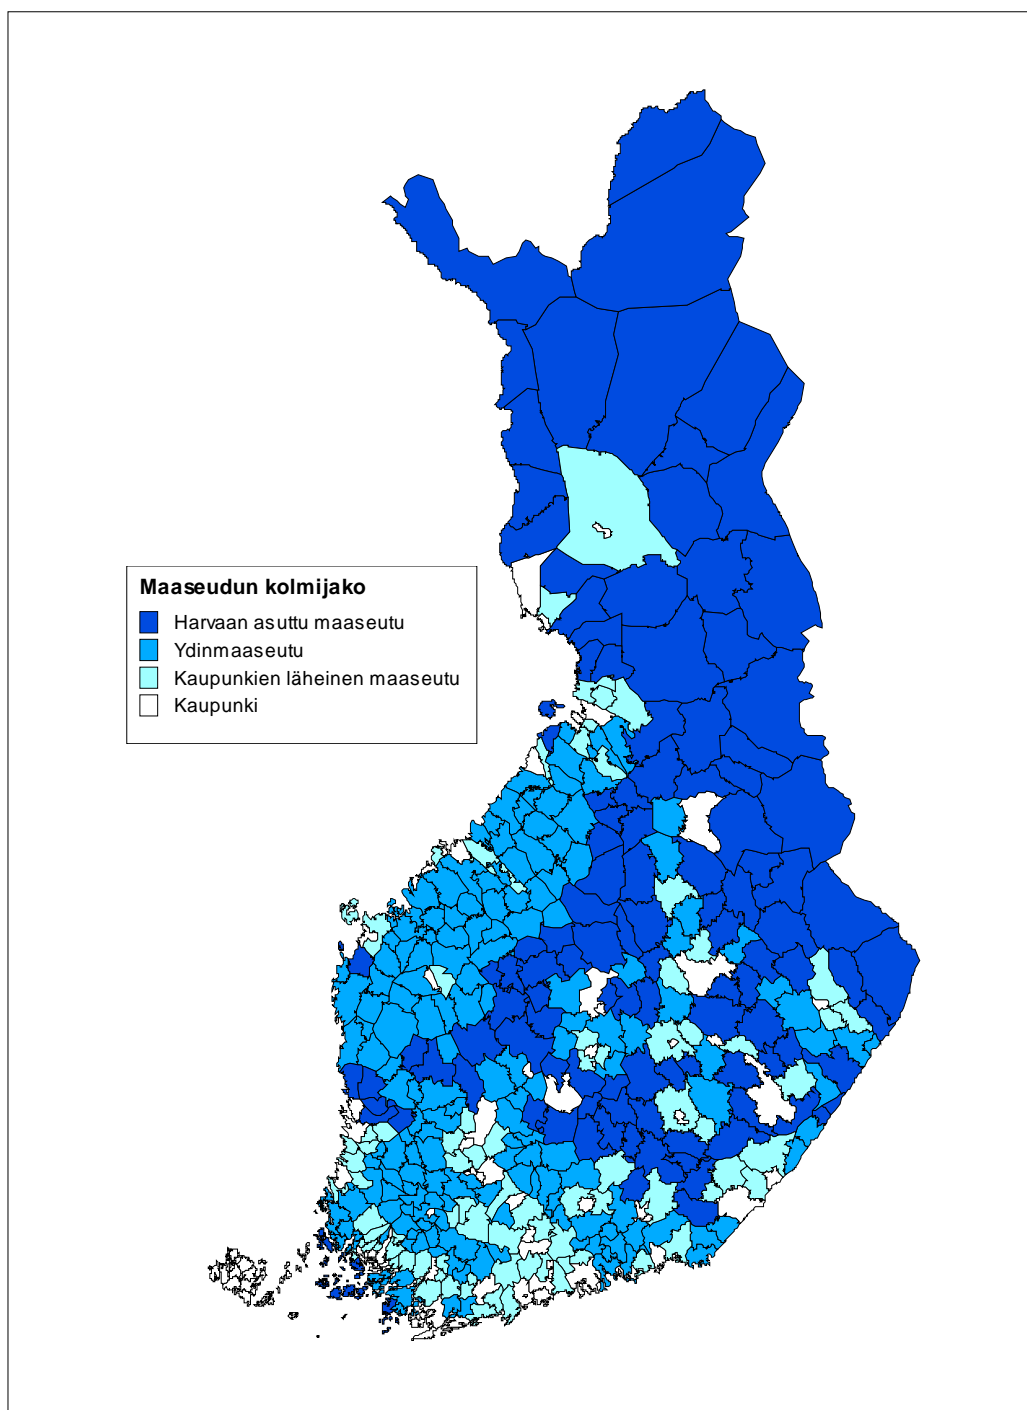 Maaseudun kolmijako
Harvaan asuttu maaseutu
Ydinmaaseutu
Kaupunkien läheinen maaseutu
Kaupunki